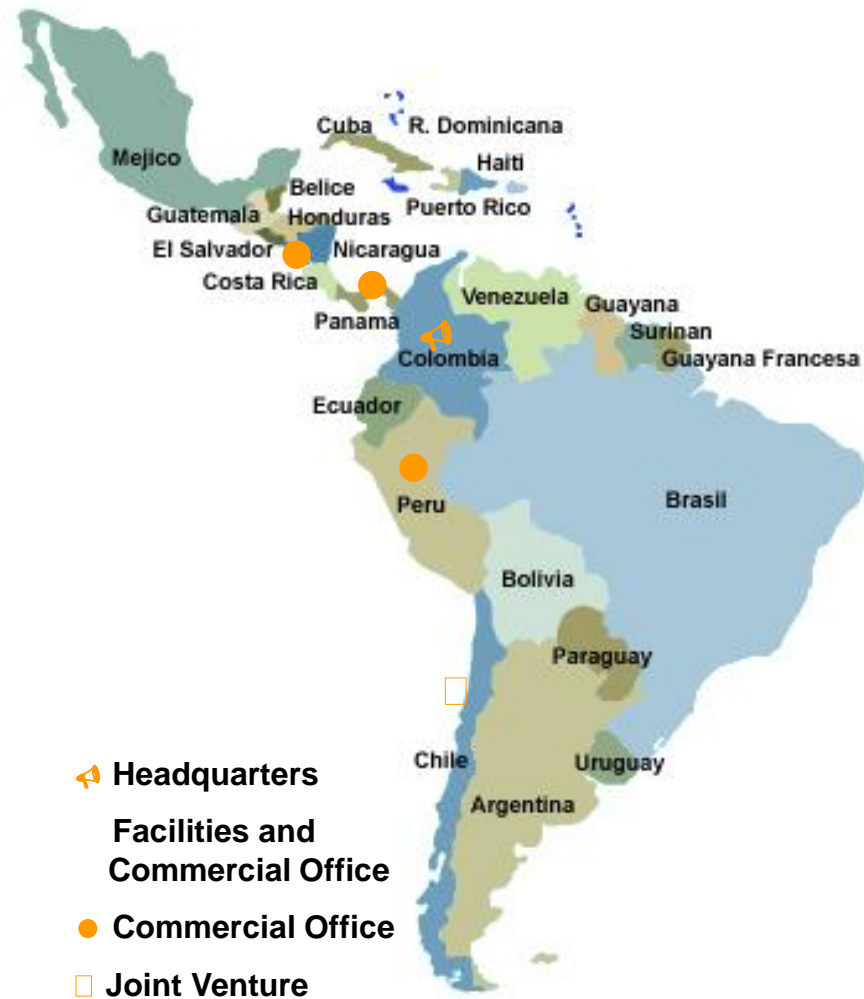 Cuba R. Dominicana
Mejico
Haiti
Belice
Puerto Rico
Guatemala Honduras
El Salvador Nicaragua
Costa Rica
Venezuela Guayana
Panama
Surinan
Colombia
Guayana Francesa
Ecuador
Peru
Brasil
Bolivia
Paraguay
Chile
Uruguay
Argentina
Headquarters
Facilities and
Commercial Office
Commercial Office
Joint Venture